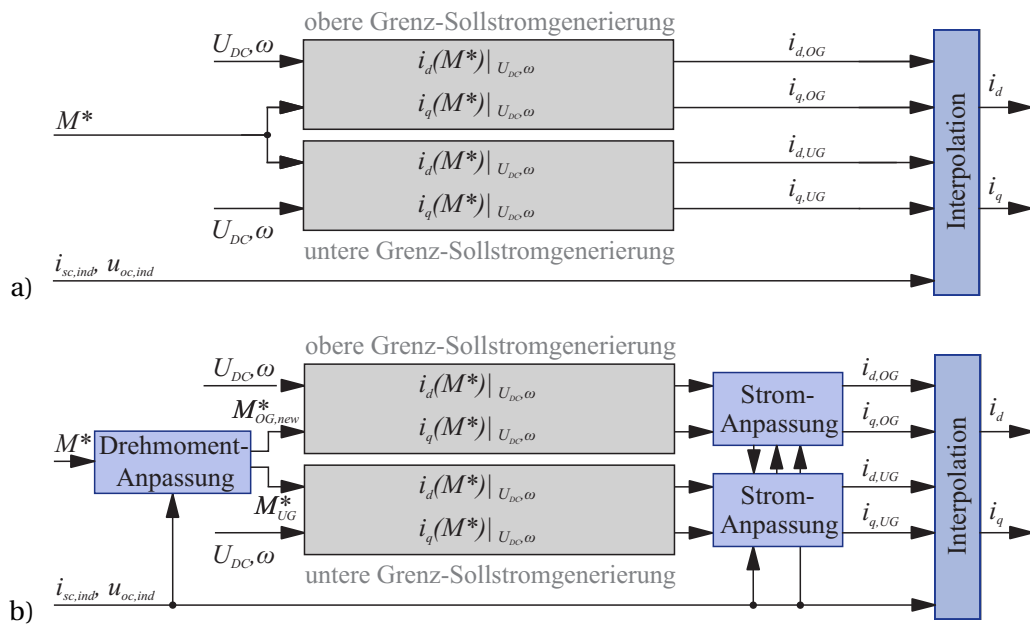 obere Grenz-Sollstromgenerierung
U_DC, ω
i_d(M*)|U_DC, ω
i_d,OG
i_q(M*)|U_DC, ω
i_q,OG
i_d
M*
i_d(M*)|U_DC, ω
i_d,UG
i_q(M*)|U_DC, ω
i_q,UG
i_q
U_DC, ω
Interpolation
untere Grenz-Sollstromgenerierung
i_sc,ind, u_oc,ind
a)
obere Grenz-Sollstromgenerierung
U_DC, ω
i_d(M*)|U_DC, ω
i_d,OG
M*_OG,new
i_q(M*)|U_DC, ω
Strom-
Anpassung
i_q,OG
i_d
M*
Drehmoment-
Anpassung
i_d(M*)|U_DC, ω
i_d,UG
M*_UG
i_q(M*)|U_DC, ω
Strom-
Anpassung
i_q,UG
i_q
U_DC, ω
Interpolation
untere Grenz-Sollstromgenerierung
i_sc,ind, u_oc,ind
b)